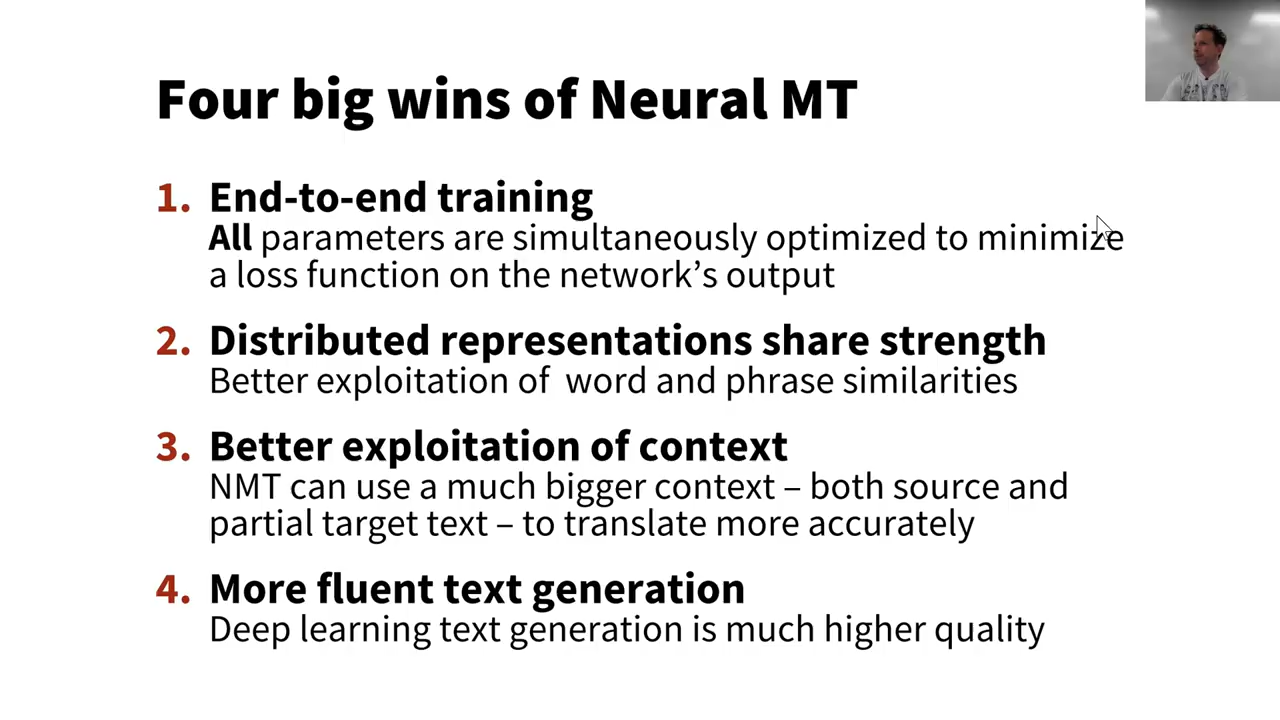 Four big wins of Neural MT
1. End-to-end training
All parameters are simultaneously optimized to minimize
a loss function on the network’s output
2. Distributed representations share strength
Better exploitation of  word and phrase similarities
3. Better exploitation of context
NMT can use a much bigger context – both source and
partial target text – to translate more accurately
4. More fluent text generation
Deep learning text generation is much higher quality